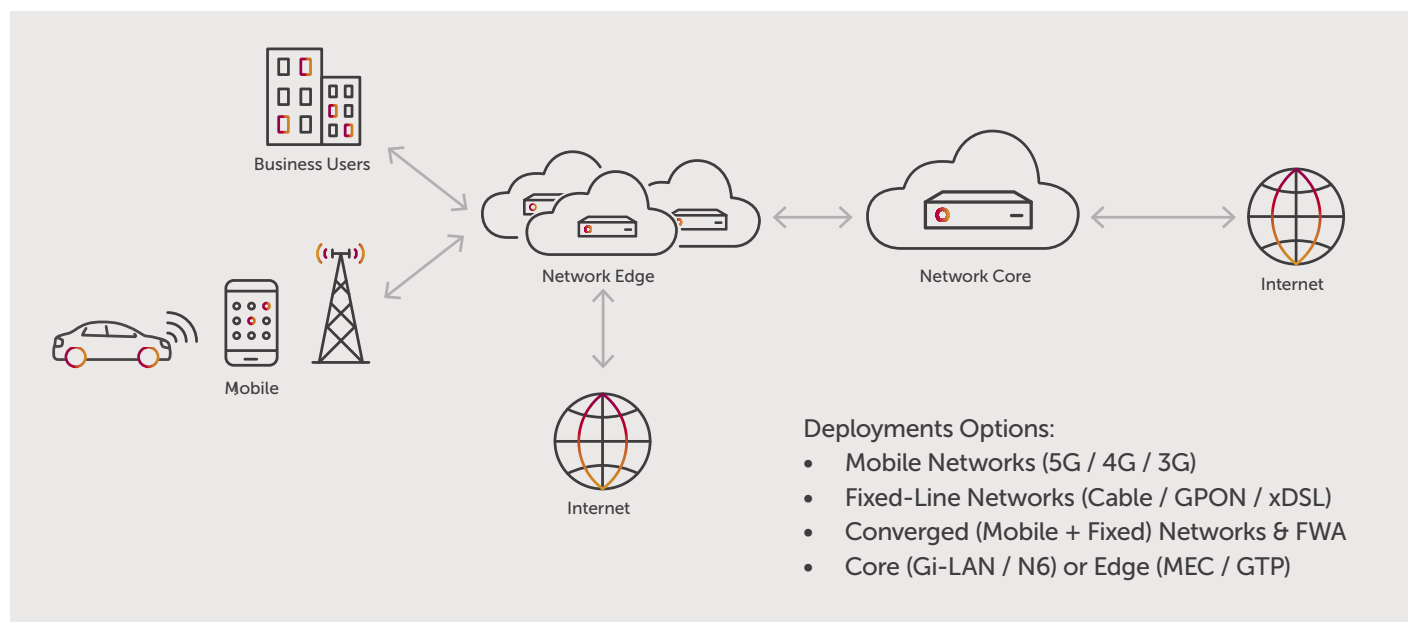 Business Users
Network Edge
Network Core
Internet
Mobile
Internet
Deployments Options:
• Mobile Networks (5G / 4G / 3G)
• Fixed-Line Networks (Cable / GPON / xDSL)
• Converged (Mobile + Fixed) Networks & FWA
• Core (Gi-LAN / N6) or Edge (MEC / GTP)